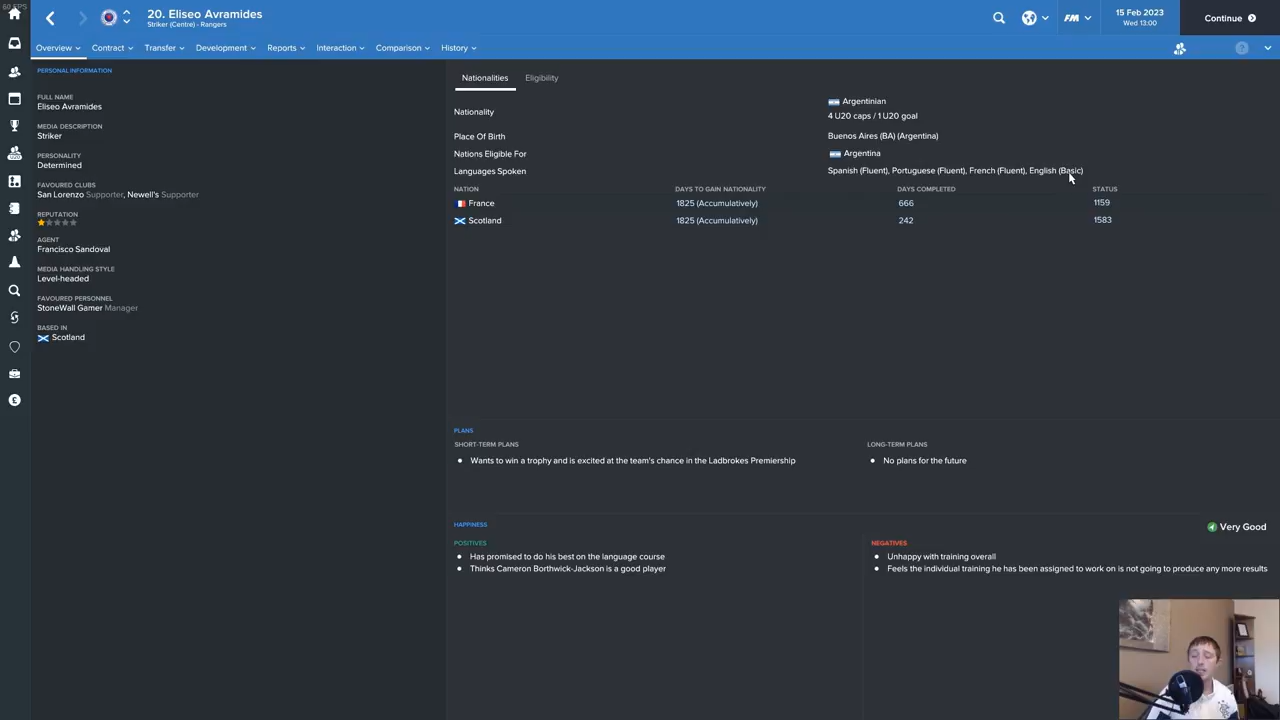 60 FPS
20. Eliseo Avramides
Striker (Centre) - Rangers
FM
15 Feb 2023
Wed 13:00
Continue
Overview Contract Transfer Development Reports Interaction Comparison History
PERSONAL INFORMATION
FULL NAME
Eliseo Avramides
MEDIA DESCRIPTION
Striker
PERSONALITY
Determined
FAVOURED CLUBS
San Lorenzo Supporter, Newell's Supporter
REPUTATION
AGENT
Francisco Sandoval
MEDIA HANDLING STYLE
Level-headed
FAVOURED PERSONNEL
StoneWall Gamer Manager
BASED IN
Scotland
Nationalities Eligibility
Nationality Argentinian
4 U20 caps / 1 U20 goal
Place Of Birth Buenos Aires (BA) (Argentina)
Nations Eligible For Argentina
Languages Spoken Spanish (Fluent), Portuguese (Fluent), French (Fluent), English (Basic)
NATION DAYS TO GAIN NATIONALITY DAYS COMPLETED STATUS
France 1825 (Accumulatively) 666 1159
Scotland 1825 (Accumulatively) 242 1583
PLANS
SHORT-TERM PLANS
Wants to win a trophy and is excited at the team's chance in the Ladbrokes Premiership
LONG-TERM PLANS
No plans for the future
HAPPINESS
Very Good
POSITIVES
Has promised to do his best on the language course
Thinks Cameron Borthwick-Jackson is a good player
NEGATIVES
Unhappy with training overall
Feels the individual training he has been assigned to work on is not going to produce any more results